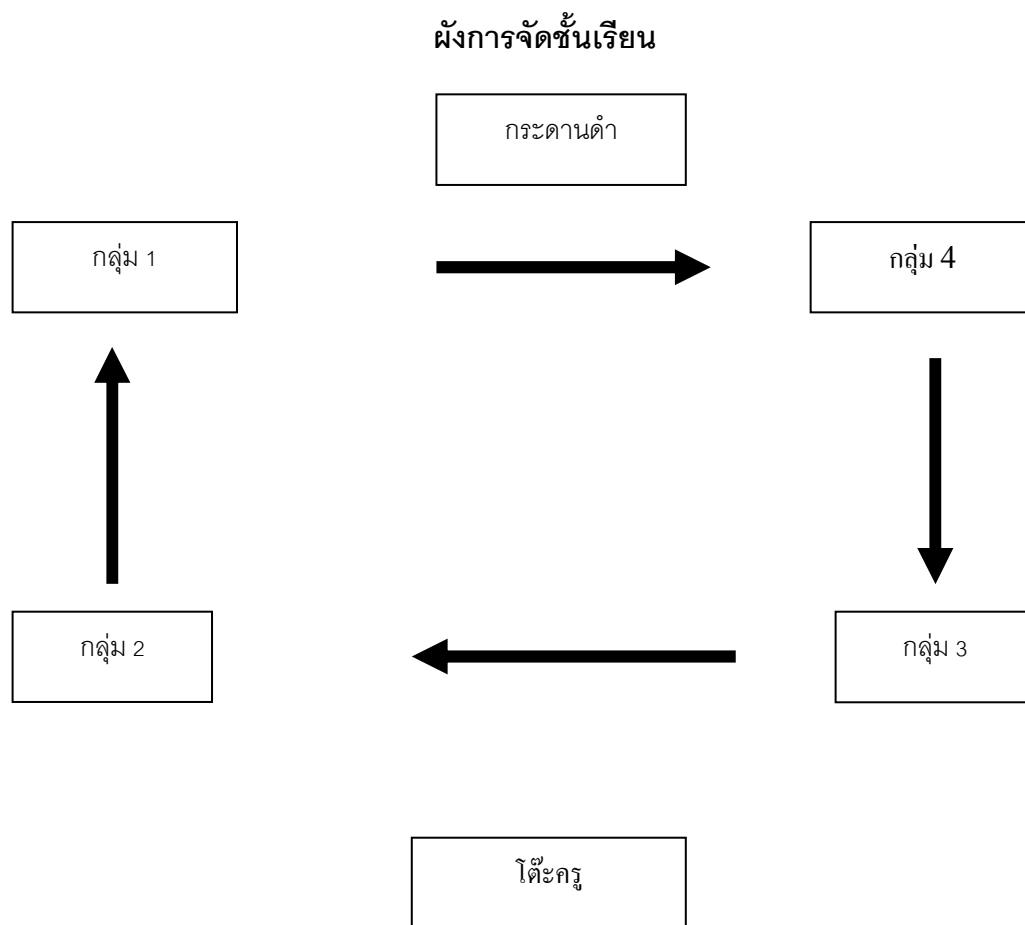 ผังการจัดชั้นเรียน
กระดานดำ
กลุ่ม 1
กลุ่ม 4
กลุ่ม 2
กลุ่ม 3
โต๊ะครู